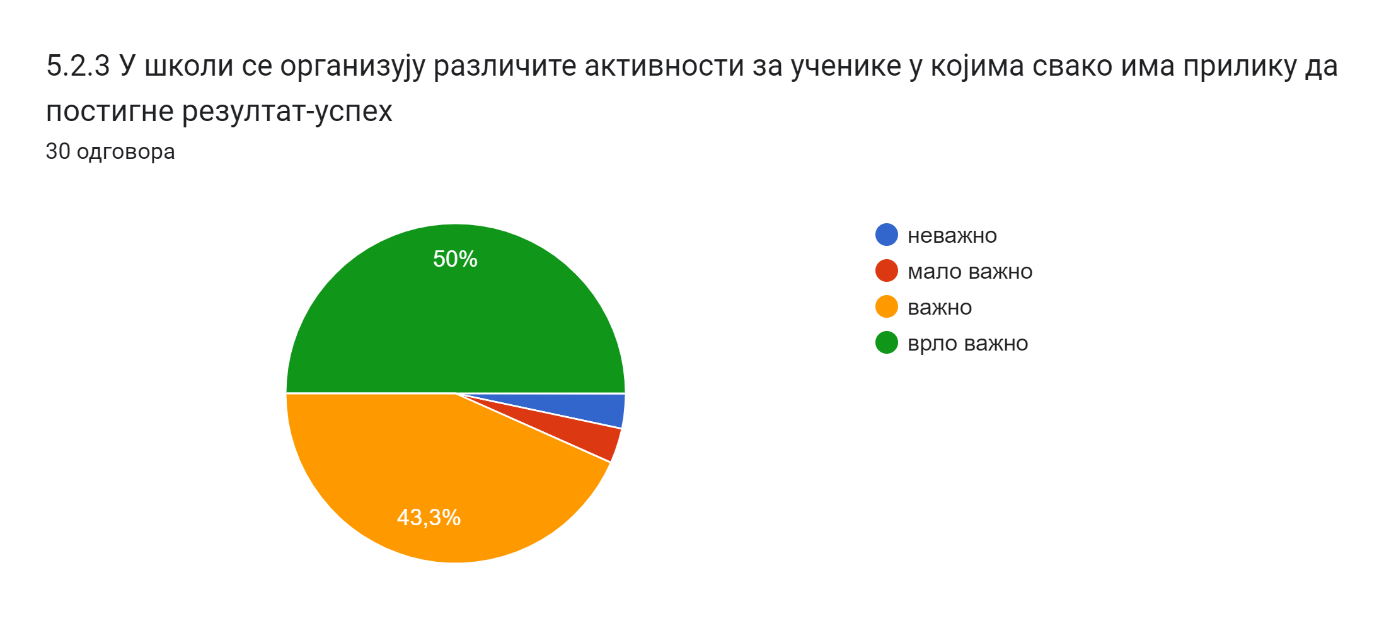 5.2.3 У школи се организују различите активности за ученике у којима свако има прилику да
постигне резултат-успех
30 одговора
50%
43,3%
неважно
мало важно
важно
врло важно